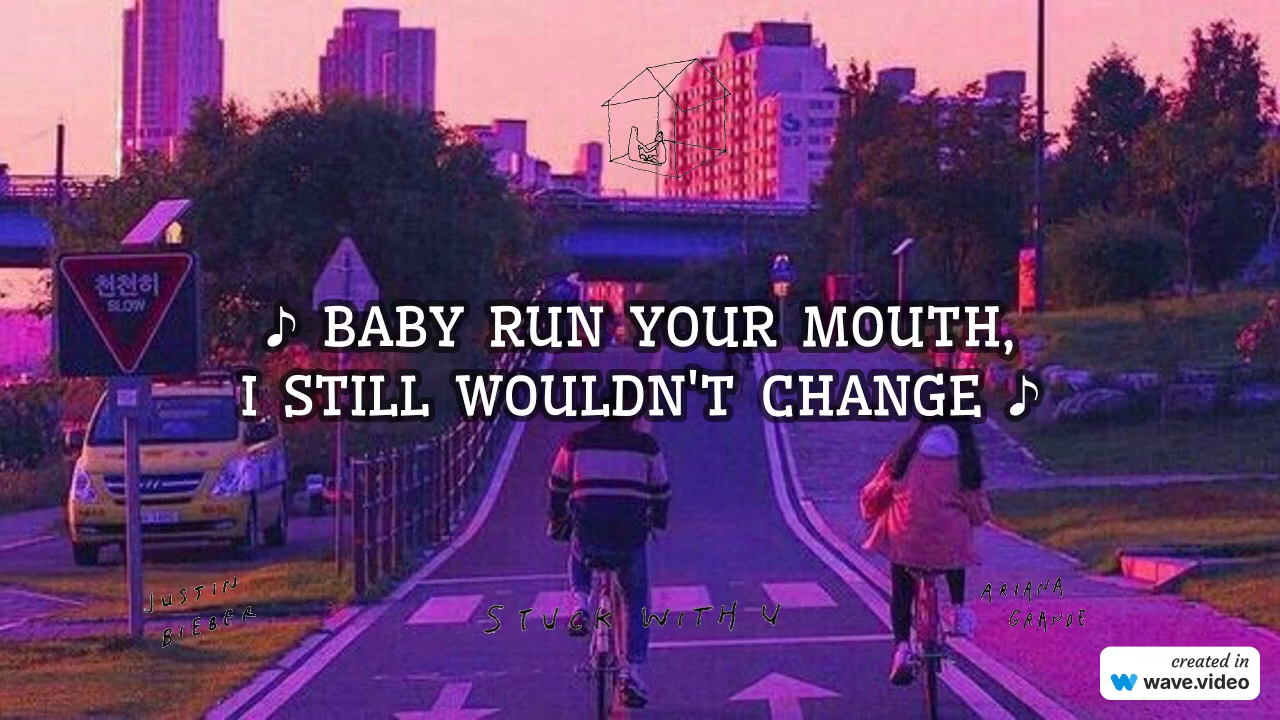 천천히
SLOW
♪ BABY RUN YOUR MOUTH,
I STILL WOULDN'T CHANGE ♪
JUSTIN
BIEBER
STUCK WITH U
ARIANA
GRANDE
created in
wave.video